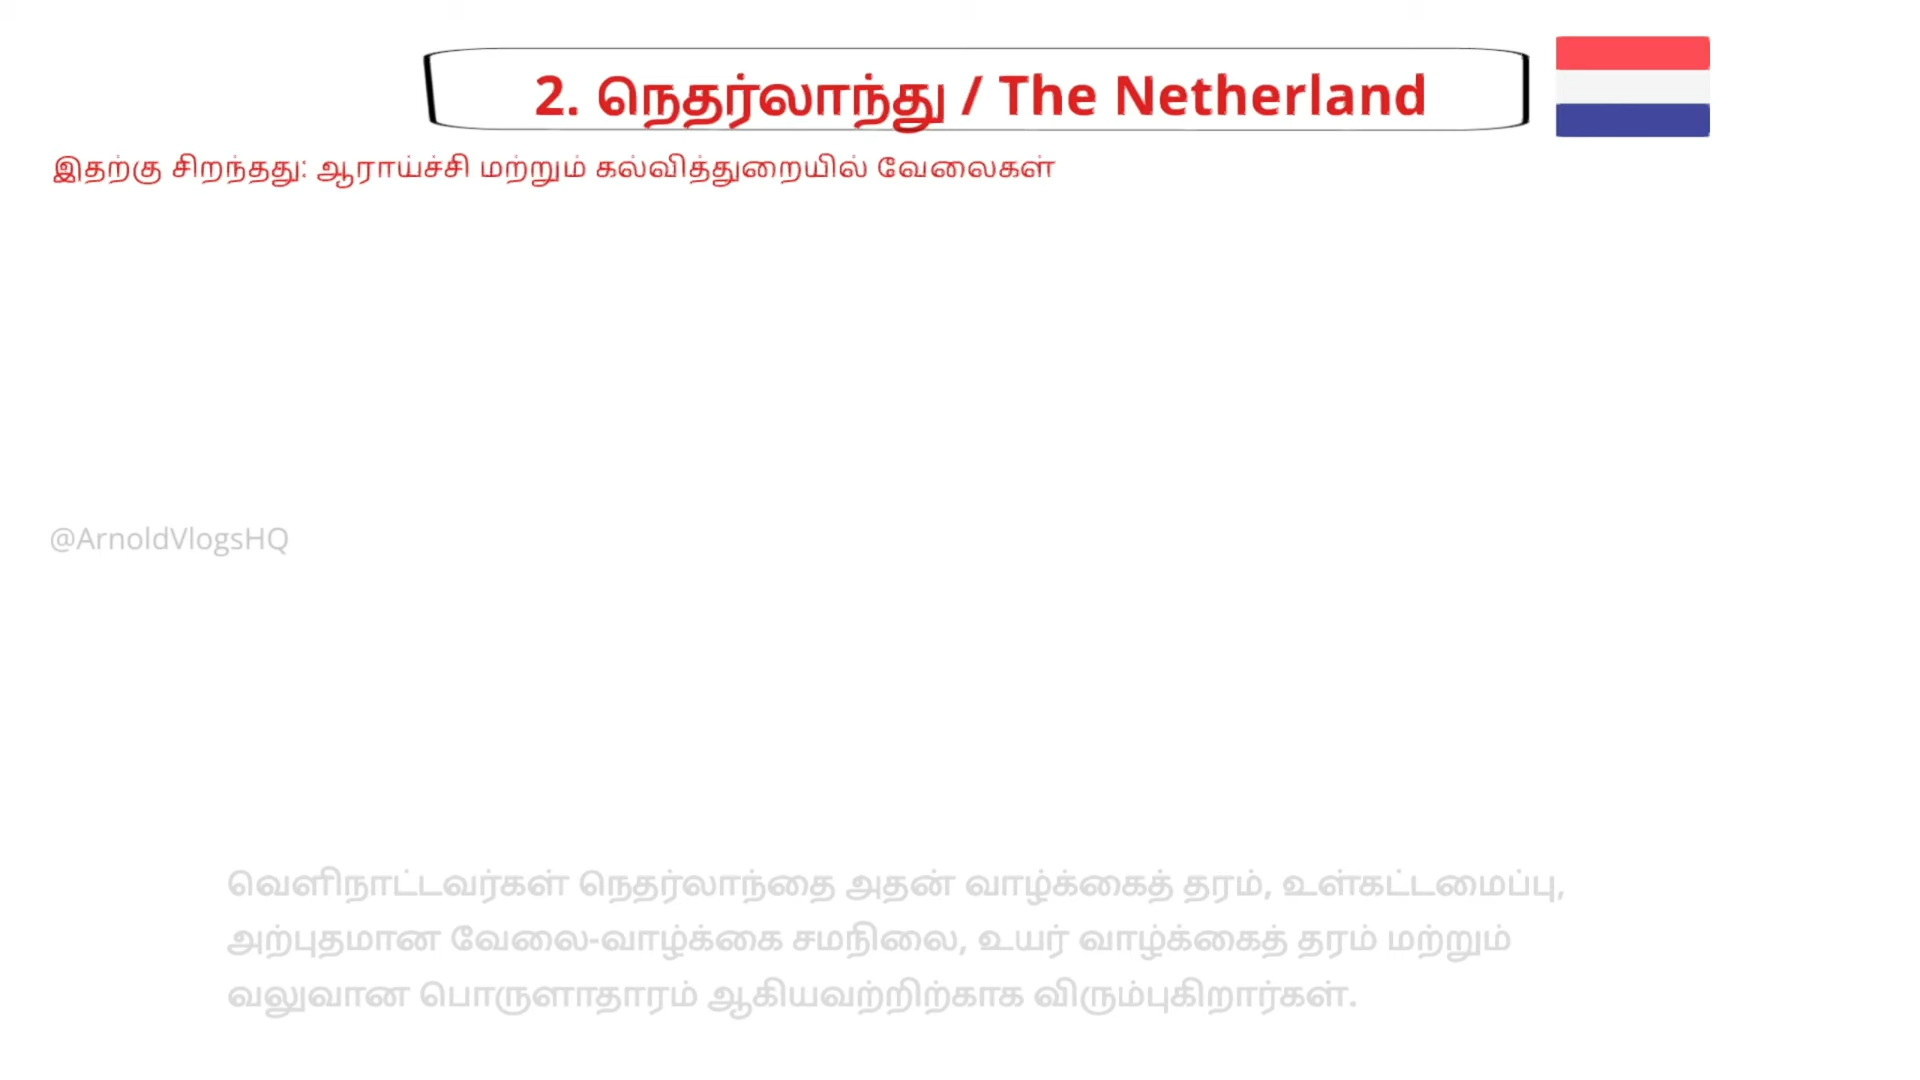 2. நெதர்லாந்து / The Netherland
இதற்கு சிறந்தது: ஆராய்ச்சி மற்றும் கல்வித்துறையில் வேலைகள்
@ArnoldVlogsHQ
வெளிநாட்டவர்கள் நெதர்லாந்தை அதன் வாழ்க்கைத் தரம், உள்கட்டமைப்பு,
அற்புதமான வேலை-வாழ்க்கை சமநிலை, உயர் வாழ்க்கைத் தரம் மற்றும்
வலுவான பொருளாதாரம் ஆகியவற்றிற்காக விரும்புகிறார்கள்.